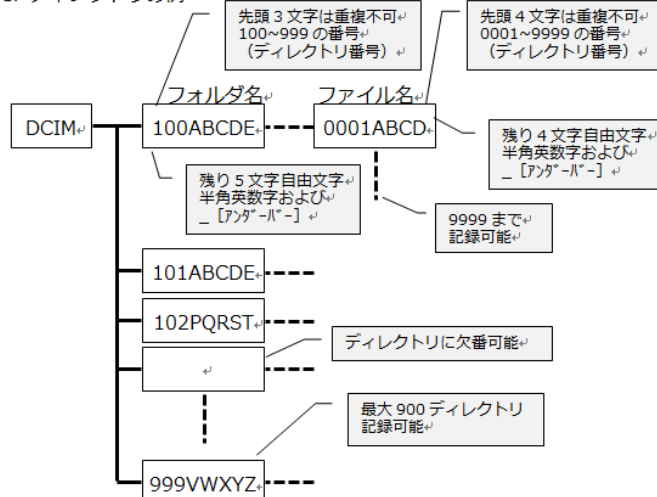 ディレクトリの例
先頭3文字は重複不可
100~999の番号
（ディレクトリ番号）
先頭4文字は重複不可
0001~9999の番号
（ディレクトリ番号）
フォルダ名
ファイル名
DCIM
100ABCDE
0001ABCD
残り4文字自由文字
半角英数字および
_［ｱﾝﾀﾞｰﾊﾞｰ］
残り5文字自由文字
半角英数字および
_［ｱﾝﾀﾞｰﾊﾞｰ］
9999まで
記録可能
101ABCDE
102PQRST
ディレクトリに欠番可能
最大900ディレクトリ
記録可能
999VWXYZ